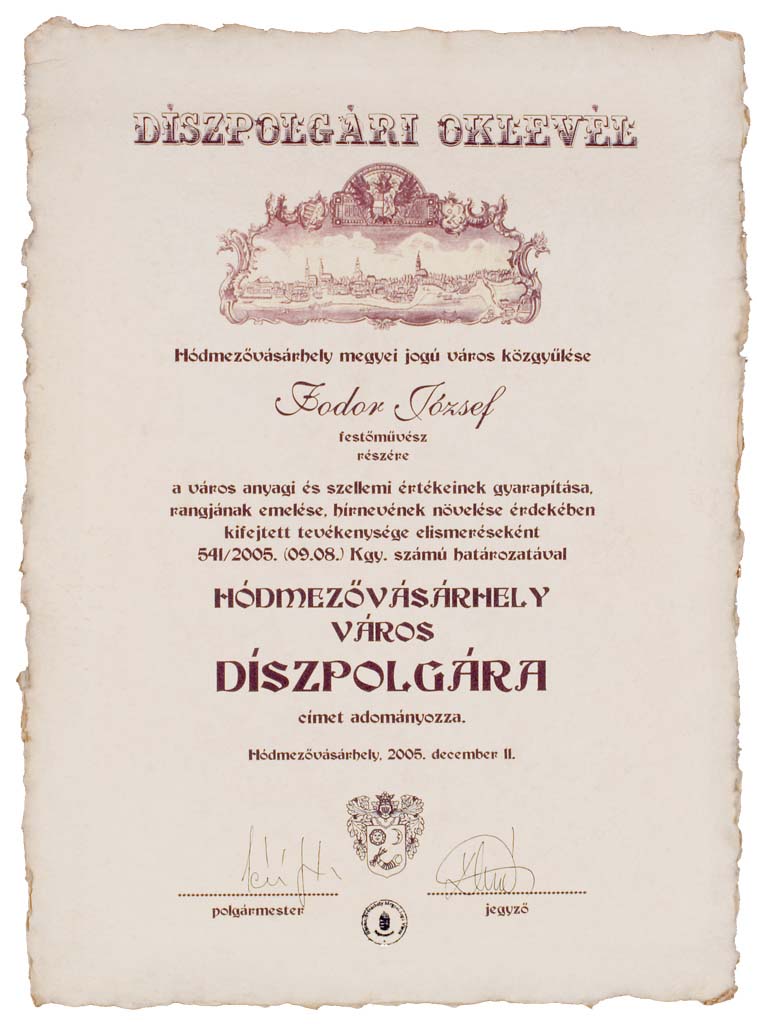 DÍSZPOLGÁRI OKLEVÉL
Hódmezővásárhely megyei jogú város közgyűlése
Fodor József
festőművész
részére
a város anyagi és szellemi értékeinek gyarapítása,
rangjának emelése, hírnevének növelése érdekében
kifejtett tevékenysége elismeréseként
541/2005. (09.08.) Kgy. számú határozatával
HÓDMEZŐVÁSÁRHELY
VÁROS
DÍSZPOLGÁRA
címet adományozza.
Hódmezővásárhely, 2005. december 11.
polgármester
jegyző